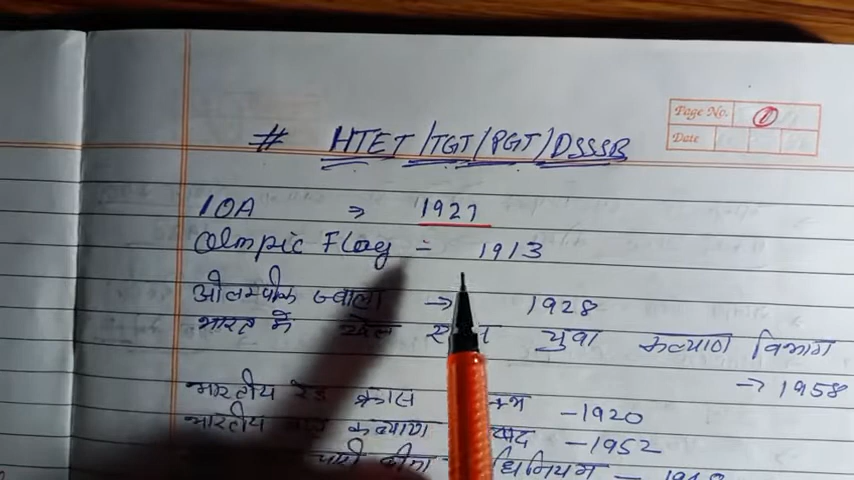 Page No. 1
Date
# HTET/TGT/PGT/DSSSB
IOA ⇒ 1927
Olmpic Flag = 1913
ओलम्पीक ज्वाला → 1928
भारत में खेल युवा कल्याण विभाग
→ 1958
भारतीय रेड क्रास - 1920
भारतीय कल्याण - 1952
बीमा